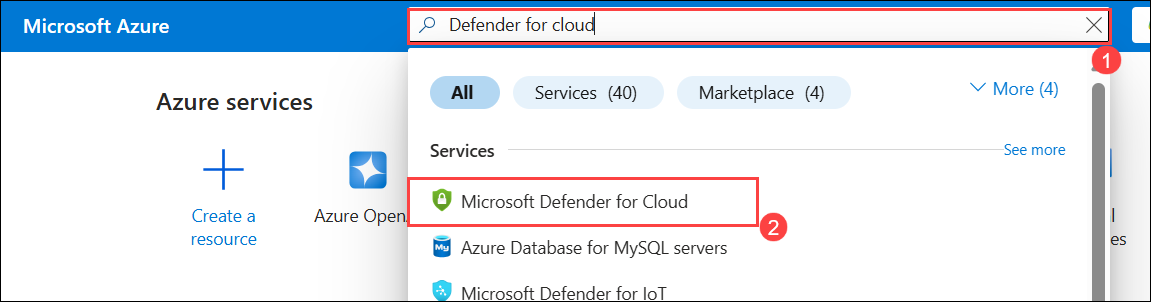 Microsoft Azure
Defender for cloud
1
Azure services
All
Services (40)
Marketplace (4)
More (4)
Services
See more
Create a
resource
Azure Open
Microsoft Defender for Cloud
2
Azure Database for MySQL servers
Microsoft Defender for IoT